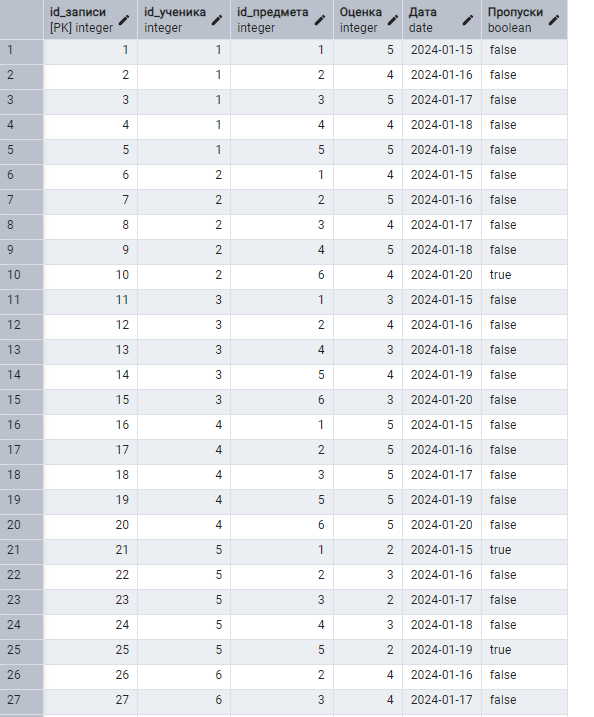 id_записи id_ученика id_предмета Оценка Дата Пропуски
[PK] integer integer integer integer date boolean
1 1 1 1 5 2024-01-15 false
2 2 1 2 4 2024-01-16 false
3 3 1 3 5 2024-01-17 false
4 4 1 4 4 2024-01-18 false
5 5 1 5 5 2024-01-19 false
6 6 2 1 4 2024-01-15 false
7 7 2 2 5 2024-01-16 false
8 8 2 3 4 2024-01-17 false
9 9 2 4 5 2024-01-18 false
10 10 2 6 4 2024-01-20 true
11 11 3 1 3 2024-01-15 false
12 12 3 2 4 2024-01-16 false
13 13 3 4 3 2024-01-18 false
14 14 3 5 4 2024-01-19 false
15 15 3 6 3 2024-01-20 false
16 16 4 1 5 2024-01-15 false
17 17 4 2 5 2024-01-16 false
18 18 4 3 5 2024-01-17 false
19 19 4 5 5 2024-01-19 false
20 20 4 6 5 2024-01-20 false
21 21 5 1 2 2024-01-15 true
22 22 5 2 3 2024-01-16 false
23 23 5 3 2 2024-01-17 false
24 24 5 4 3 2024-01-18 false
25 25 5 5 2 2024-01-19 true
26 26 6 2 4 2024-01-16 false
27 27 6 3 4 2024-01-17 false